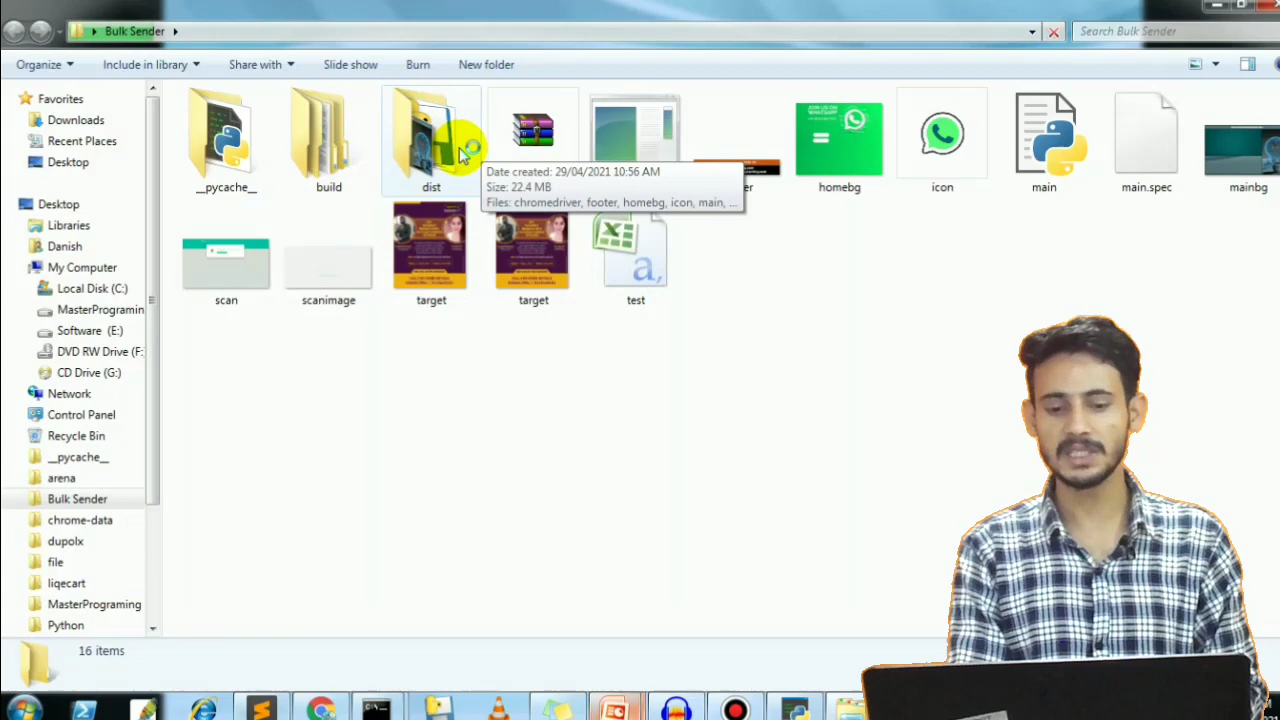 Bulk Sender
Search Bulk Sender
Organize
Include in library
Share with
Slide show
Burn
New folder
Favorites
Downloads
Recent Places
Desktop
Desktop
Libraries
Danish
My Computer
Local Disk (C:)
MasterPrograming
Software (E:)
DVD RW Drive (F:
CD Drive (G:)
Network
Control Panel
Recycle Bin
__pycache__
arena
Bulk Sender
chrome-data
dupolx
file
liqecart
MasterPrograming
Python
__pycache__
build
dist
homebg
icon
main
main.spec
mainbg
Date created: 29/04/2021 10:56 AM
Size: 22.4 MB
Files: chromedriver, footer, homebg, icon, main, ...
scan
scanimage
target
target
a,
test
16 items